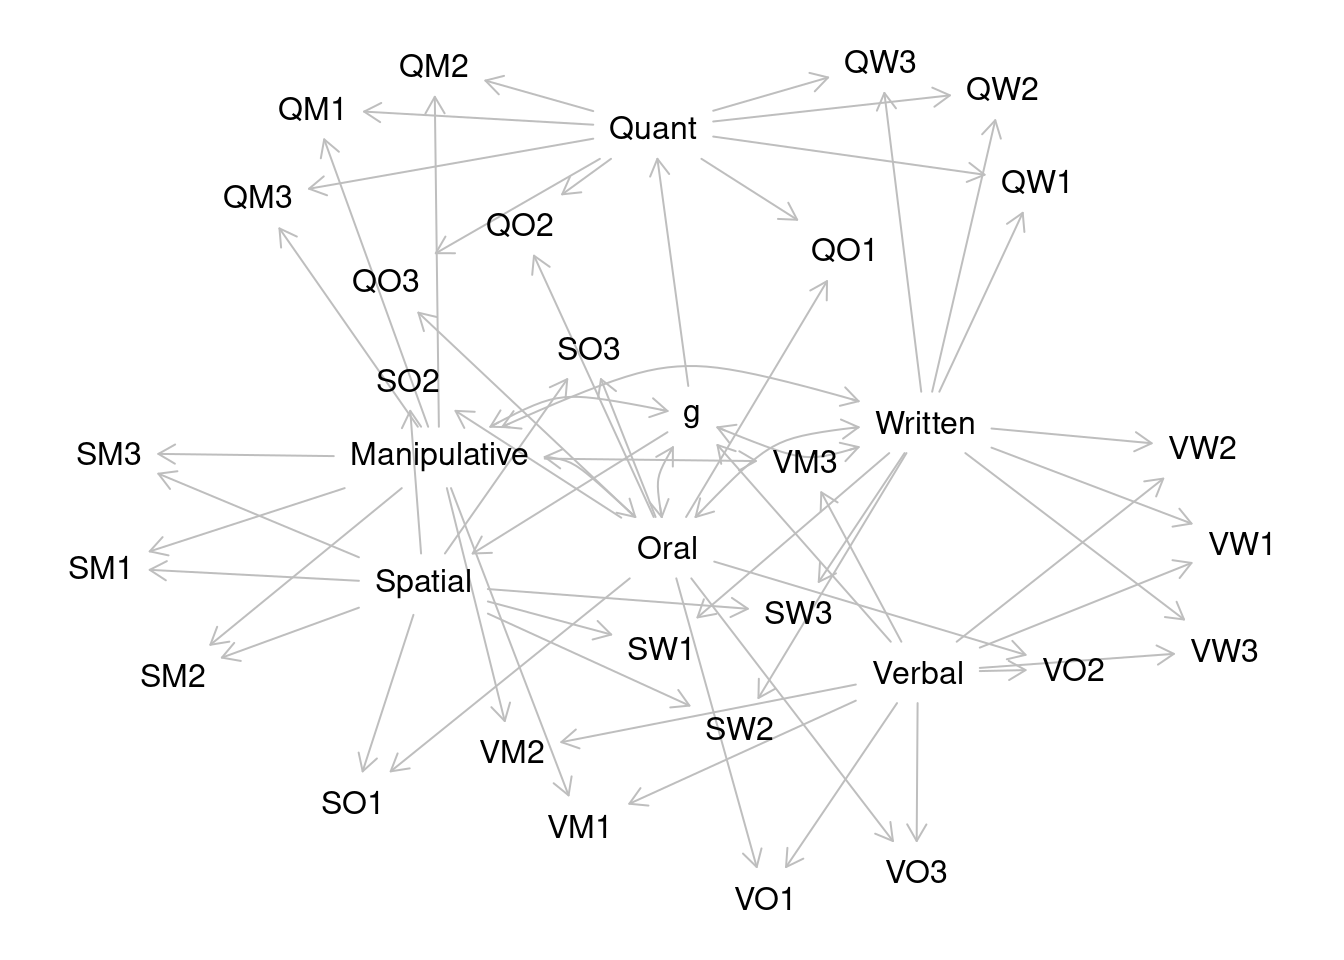 QM2
QW3
QW2
QM1
Quant
QW1
QM3
QO2
QO1
QO3
SO3
SO2
g
Written
Manipulative
SM3
VM3
VW2
Oral
VW1
SM1
Spatial
SW3
SW1
VW3
SM2
Verbal
VO2
SW2
VM2
SO1
VM1
VO3
VO1